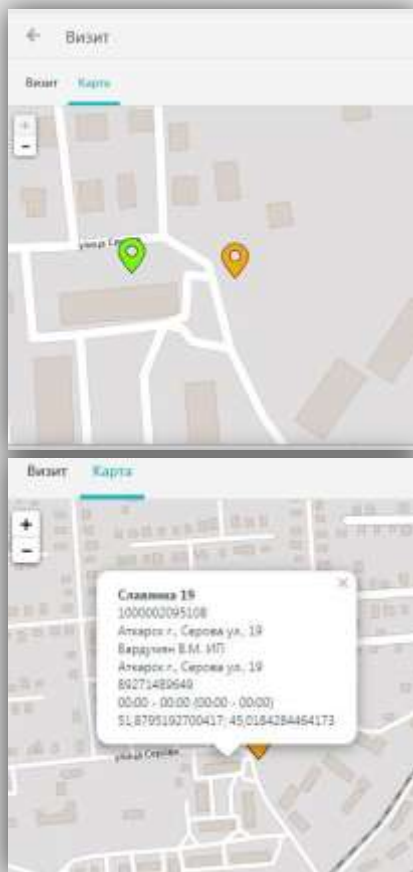 Визит
Визит Карта
+
-
улица Се
Визит Карта
+
-
Славянка 19
1000002095108
Аткарск г., Серова ул., 19
Вардумян В.М. ИП
Аткарск г., Серова ул., 19
89271489649
00:00 - 00:00 (00:00 - 00:00)
51,8795192700417; 45,0184284464173
улица Серова